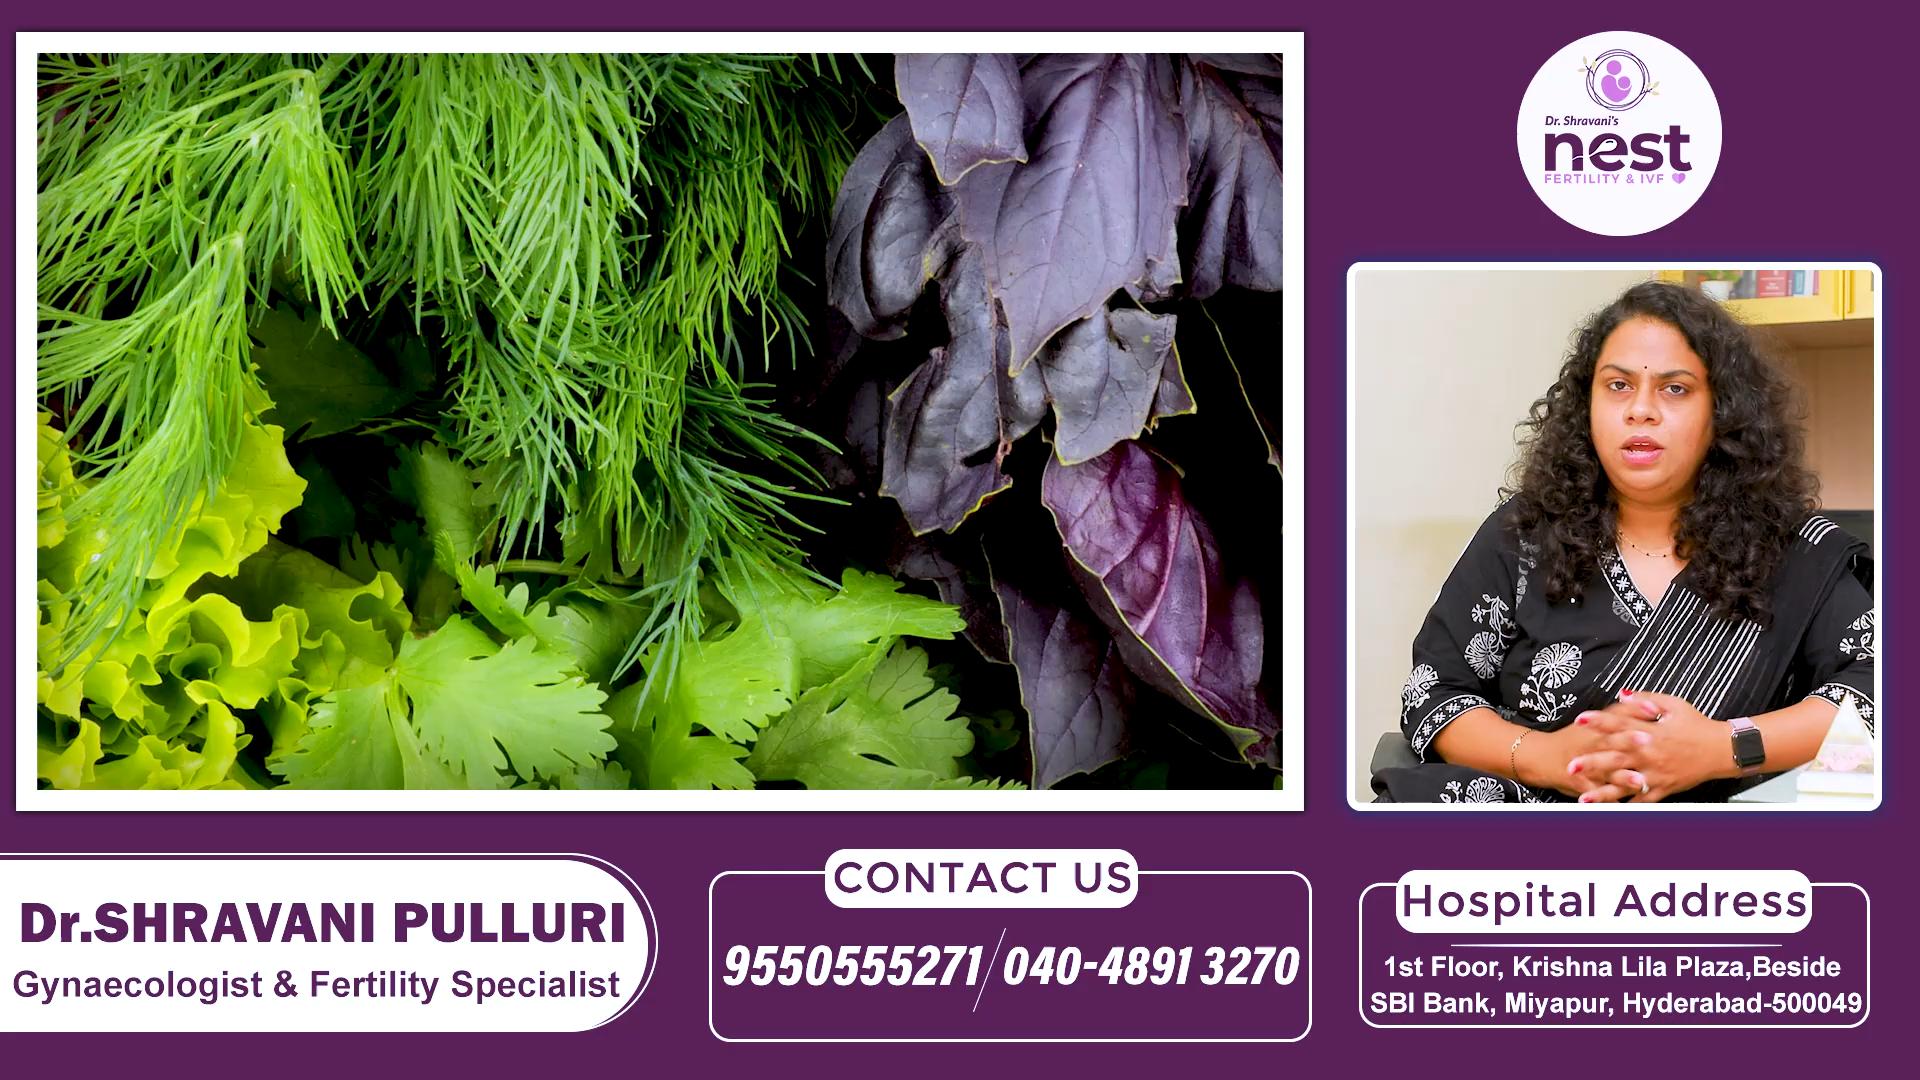 Dr. Shravani's
nest
FERTILITY & IVF
Dr.SHRAVANI PULLURI
Gynaecologist & Fertility Specialist
CONTACT US
9550555271/040-4891 3270
Hospital Address
1st Floor, Krishna Lila Plaza,Beside
SBI Bank, Miyapur, Hyderabad-500049